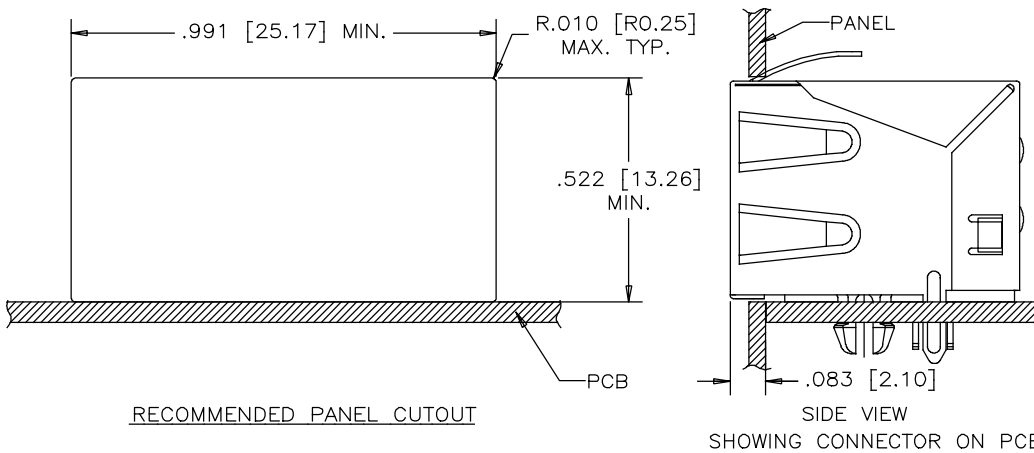 .991 [25.17] MIN.
R.010 [R0.25]
MAX. TYP.
.522 [13.26]
MIN.
PCB
RECOMMENDED PANEL CUTOUT
PANEL
.083 [2.10]
SIDE VIEW
SHOWING CONNECTOR ON PCB